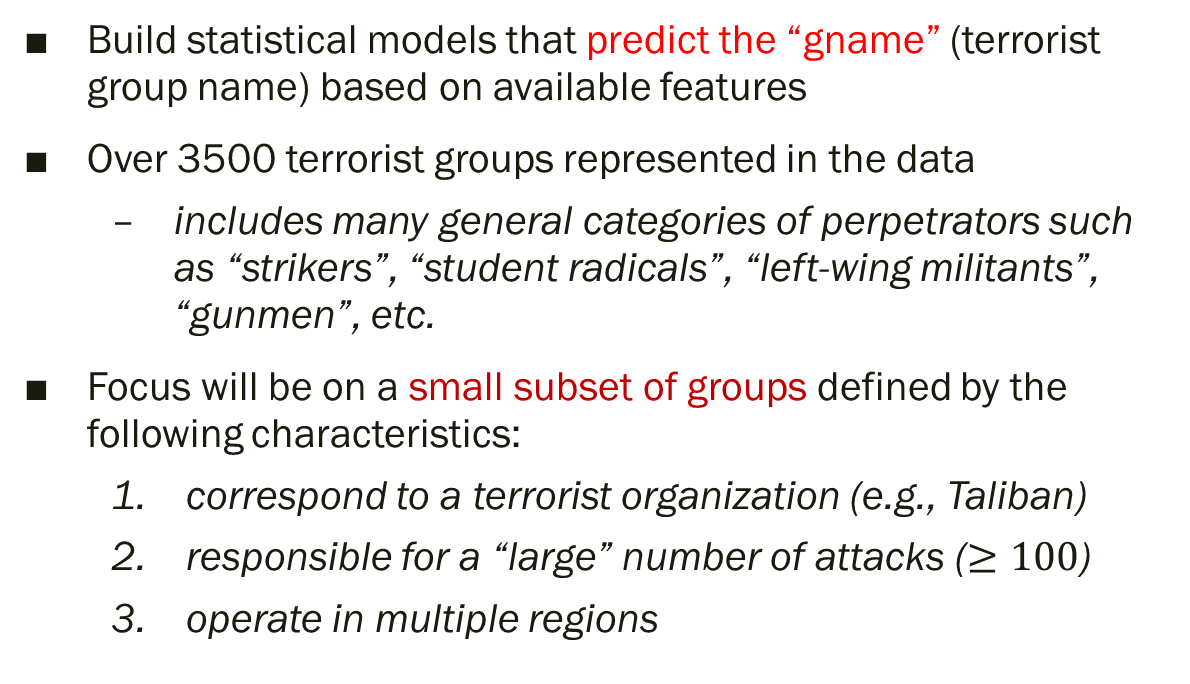 ■ Build statistical models that predict the “gname” (terrorist
group name) based on available features
■ Over 3500 terrorist groups represented in the data
– includes many general categories of perpetrators such
as “strikers”, “student radicals”, “left-wing militants”,
“gunmen”, etc.
■ Focus will be on a small subset of groups defined by the
following characteristics:
1. correspond to a terrorist organization (e.g., Taliban)
2. responsible for a “large” number of attacks (≥ 100)
3. operate in multiple regions